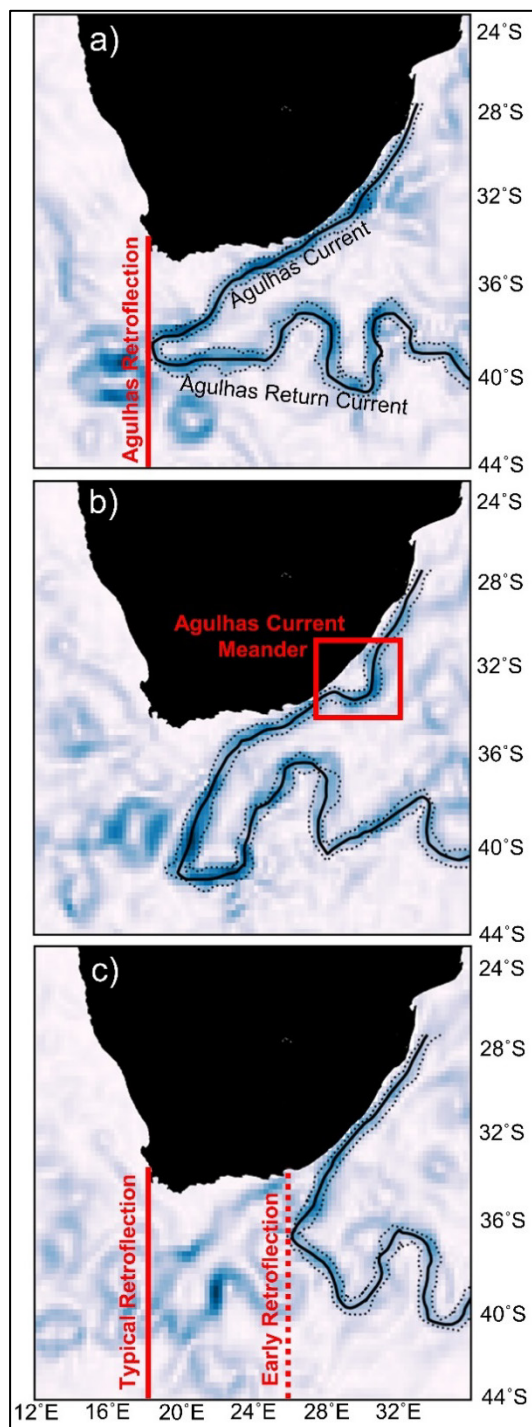 a)
24°S
28°S
32°S
36°S
40°S
44°S
Agulhas Retroflection
Agulhas Current
Agulhas Return Current
b)
24°S
28°S
32°S
36°S
40°S
44°S
Agulhas Current
Meander
c)
24°S
28°S
32°S
36°S
40°S
44°S
Typical Retroflection
Early Retroflection
12°E 16°E 20°E 24°E 28°E 32°E